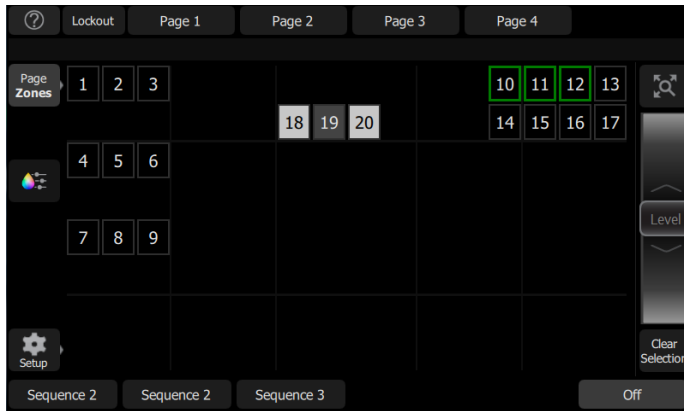 ? Lockout Page 1 Page 2 Page 3 Page 4
Page
Zones
1 2 3 10 11 12 13
18 19 20 14 15 16 17
4 5 6
Level
7 8 9
Setup
Clear
Selection
Sequence 2 Sequence 2 Sequence 3 Off